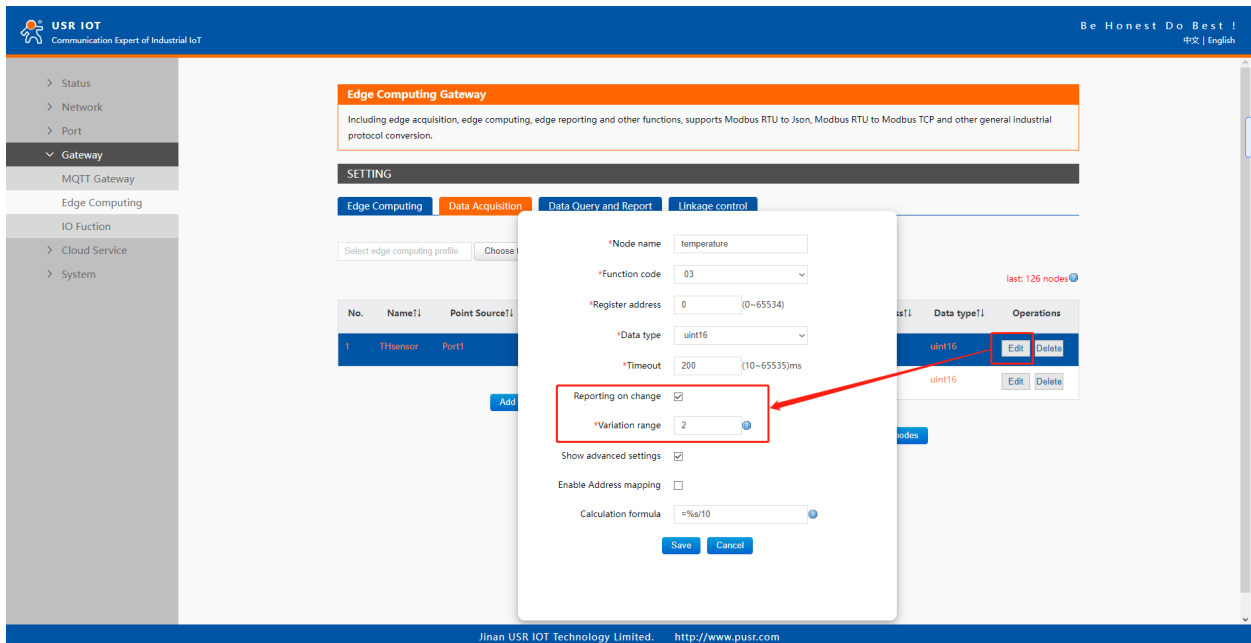 USR IOT
Communication Expert of Industrial IoT
Be Honest Do Best !
中文 | English
Status
Network
Port
Gateway
MQTT Gateway
Edge Computing
IO Fuction
Cloud Service
System
Edge Computing Gateway
Including edge acquisition, edge computing, edge reporting and other functions, supports Modbus RTU to Json, Modbus RTU to Modbus TCP and other general industrial
protocol conversion.
SETTING
Edge Computing Data Acquisition Data Query and Report Linkage control
Select edge computing profile Choose
last: 126 nodes
No. Name↑↓ Point Source↑↓ Data type↑↓ Operations
1 THsensor Port1 uint16 Edit Delete
uint16 Edit Delete
Add
nodes
*Node name temperature
*Function code 03
*Register address 0 (0~65534)
*Data type uint16
*Timeout 200 (10~65535)ms
Reporting on change
*Variation range 2
Show advanced settings
Enable Address mapping
Calculation formula =%s/10
Save Cancel
Jinan USR IOT Technology Limited. http://www.pusr.com